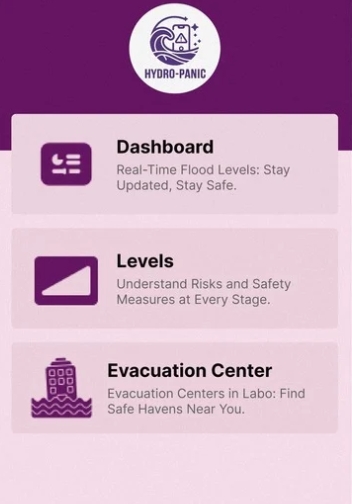 HYDRO-PANIC
Dashboard
Real-Time Flood Levels: Stay
Updated, Stay Safe.
Levels
Understand Risks and Safety
Measures at Every Stage.
Evacuation Center
Evacuation Centers in Labo: Find
Safe Havens Near You.